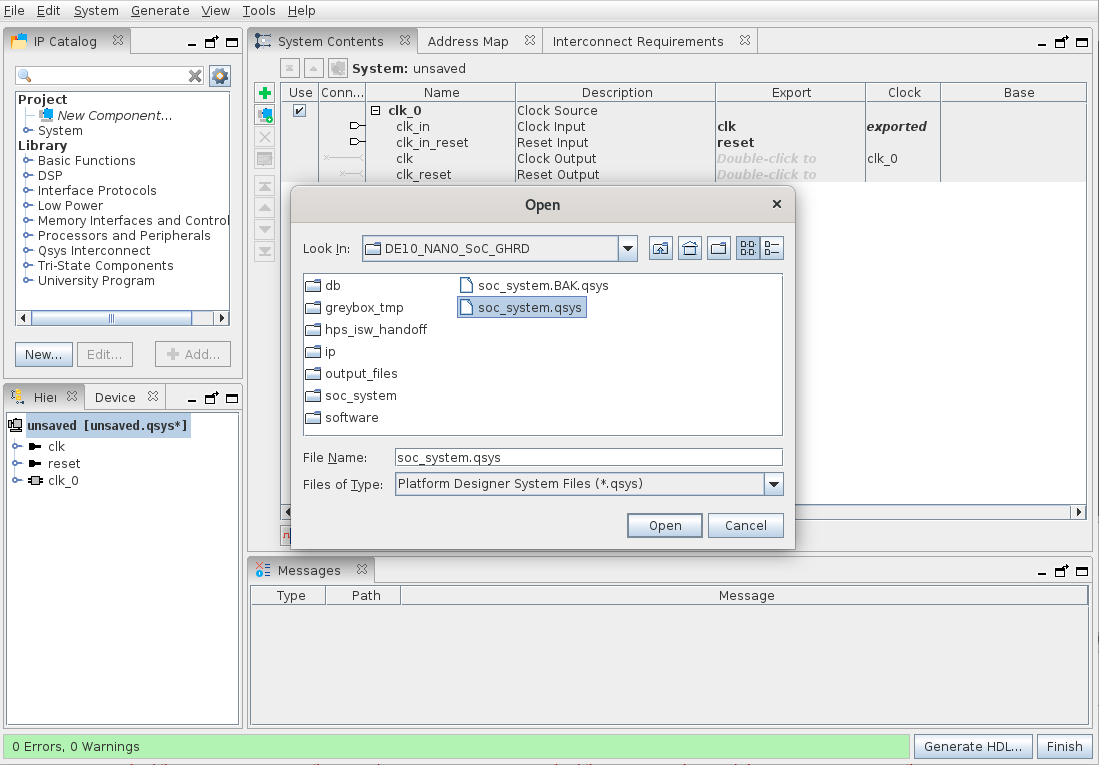 File Edit System Generate View Tools Help
IP Catalog
Project
New Component...
System
Library
Basic Functions
DSP
Interface Protocols
Low Power
Memory Interfaces and Control
Processors and Peripherals
Qsys Interconnect
Tri-State Components
University Program
New... Edit... Add...
Hier Device
unsaved [unsaved.qsys*]
clk
reset
clk_0
System Contents Address Map Interconnect Requirements
System: unsaved
Use Conn... Name Description Export Clock Base
clk_0 Clock Source
clk_in Clock Input clk exported
clk_in_reset Reset Input reset
clk Clock Output Double-click to clk_0
clk_reset Reset Output Double-click to
Open
Look In: DE10_NANO_SoC_GHRD
db soc_system.BAK.qsys
greybox_tmp soc_system.qsys
hps_isw_handoff
ip
output_files
soc_system
software
File Name: soc_system.qsys
Files of Type: Platform Designer System Files (*.qsys)
Open Cancel
Messages
Type Path Message
0 Errors, 0 Warnings Generate HDL... Finish